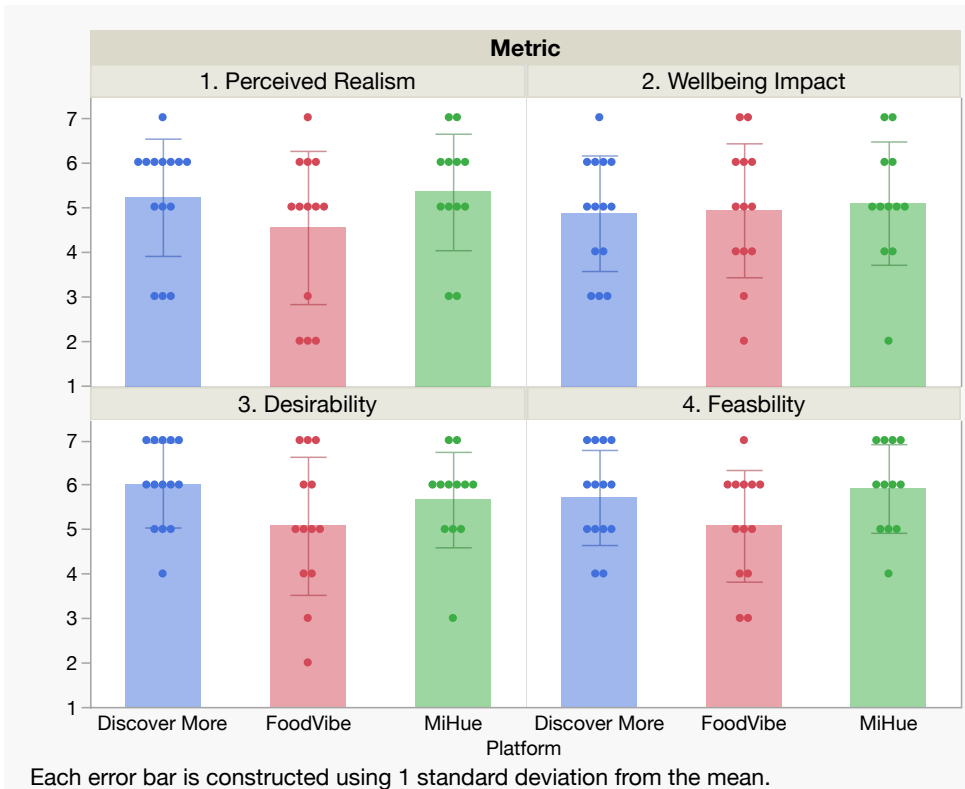 Metric
1. Perceived Realism
2. Wellbeing Impact
7
6
5
4
3
2
1
3. Desirability
4. Feasbility
7
6
5
4
3
2
1
Discover More FoodVibe MiHue Discover More FoodVibe MiHue
Platform
Each error bar is constructed using 1 standard deviation from the mean.